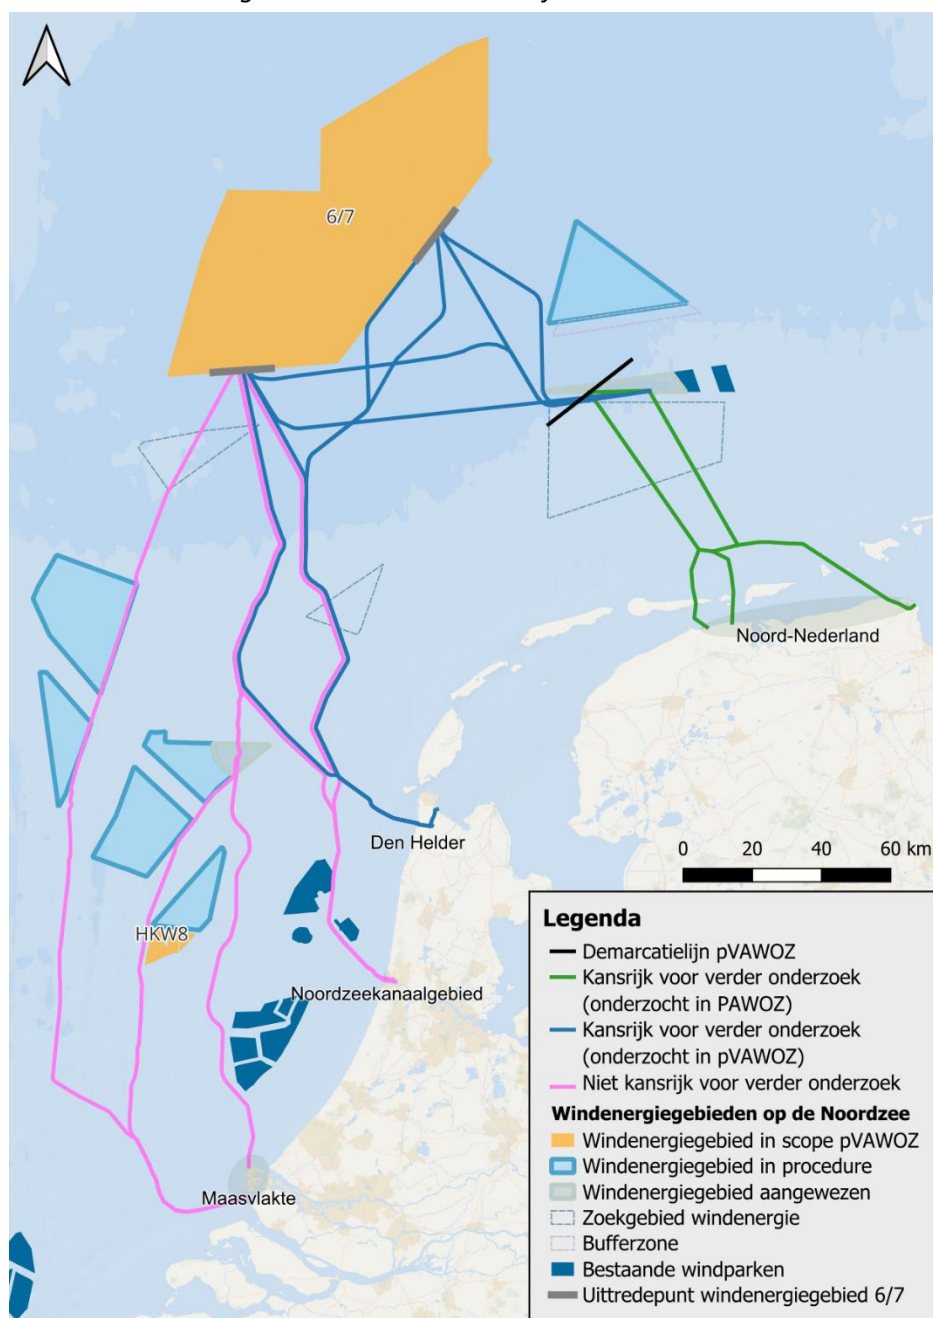 6/7
Noord-Nederland
Den Helder
0 20 40 60 km
HKW8
Noordzeekanaalgebied
Maasvlakte
Legenda
Demarcatielijn pVAWOZ
Kansrijk voor verder onderzoek
(onderzocht in PAWOZ)
Kansrijk voor verder onderzoek
(onderzocht in pVAWOZ)
Niet kansrijk voor verder onderzoek
Windenergiegebieden op de Noordzee
Windenergiegebied in scope pVAWOZ
Windenergiegebied in procedure
Windenergiegebied aangewezen
Zoekgebied windenergie
Bufferzone
Bestaande windparken
Uittredepunt windenergiegebied 6/7